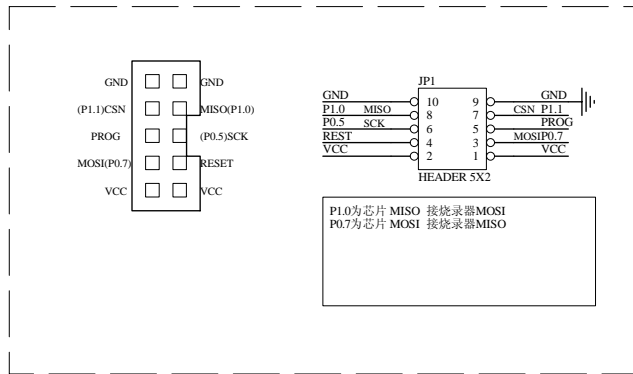 GND GND
(P1.1)CSN MISO(P1.0)
PROG (P0.5)SCK
MOSI(P0.7) RESET
VCC VCC
JP1
GND 10 9 GND
P1.0 MISO 8 7 CSN P1.1
P0.5 SCK 6 5 PROG
REST 4 3 MOSIP0.7
VCC 2 1 VCC
HEADER 5X2
P1.0为芯片 MISO 接烧录器MOSI
P0.7为芯片 MOSI 接烧录器MISO